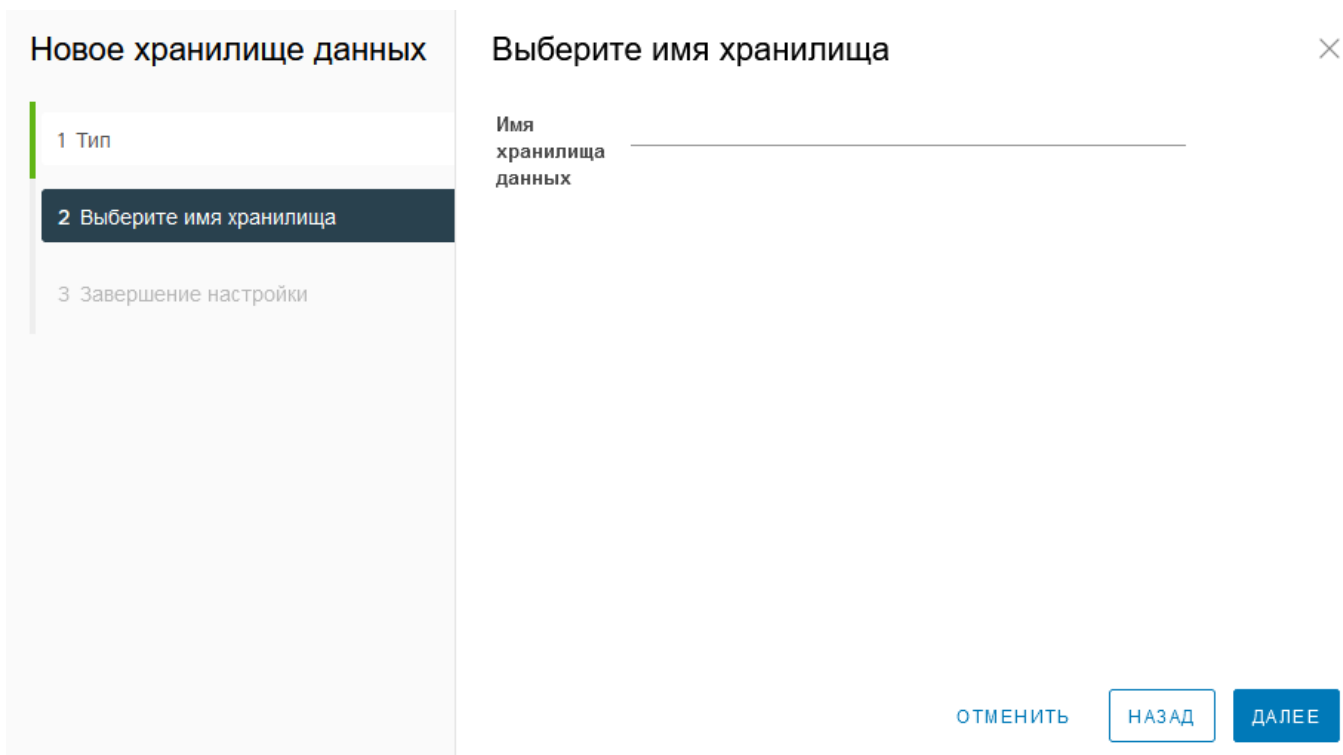 Новое хранилище данных
1 Тип
2 Выберите имя хранилища
3 Завершение настройки
Выберите имя хранилища
Имя
хранилища
данных
ОТМЕНИТЬ
НАЗАД
ДАЛЕЕ